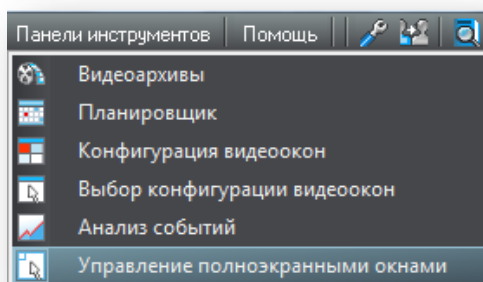 Панели инструментов Помощь
Видеоархивы
Планировщик
Конфигурация видеоокон
Выбор конфигурации видеоокон
Анализ событий
Управление полноэкранными окнами